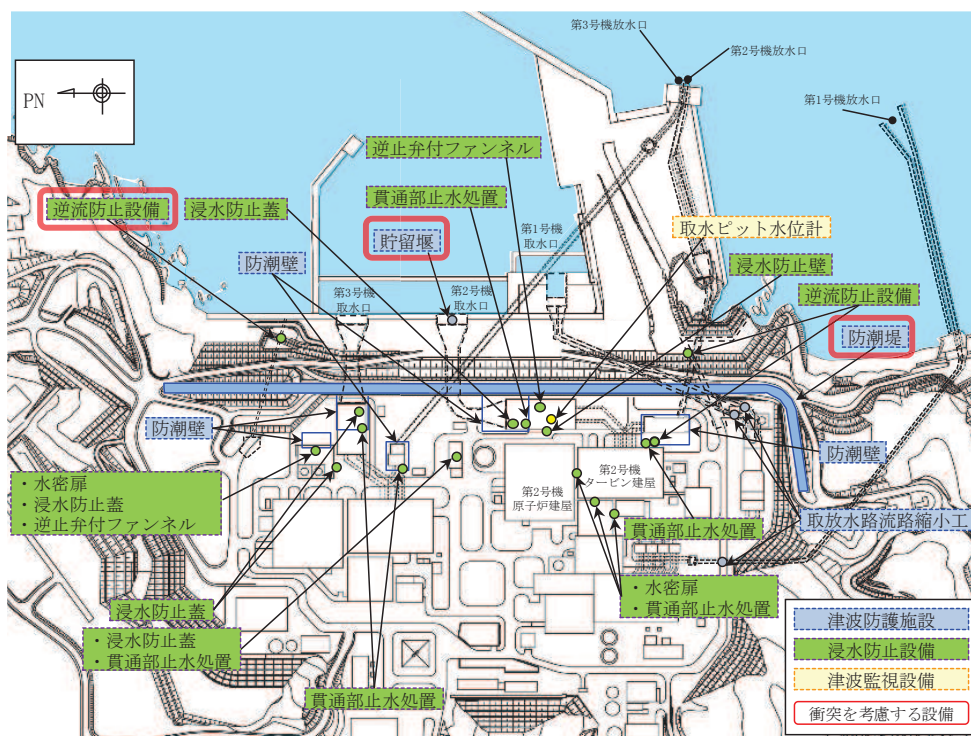 第3号機放水口
第2号機放水口
第1号機放水口
PN
逆止弁付ファンネル
貫通部止水処置
逆流防止設備
浸水防止蓋
貯留堰
第1号機
取水口
取水ピット水位計
防潮壁
浸水防止壁
第3号機
取水口
第2号機
取水口
逆流防止設備
防潮堤
防潮壁
防潮壁
・水密扉
・浸水防止蓋
・逆止弁付ファンネル
第2号機
原子炉建屋
第2号機
タービン建屋
貫通部止水処置
取放水路流路縮小工
・水密扉
・貫通部止水処置
浸水防止蓋
・浸水防止蓋
・貫通部止水処置
貫通部止水処置
津波防護施設
浸水防止設備
津波監視設備
衝突を考慮する設備